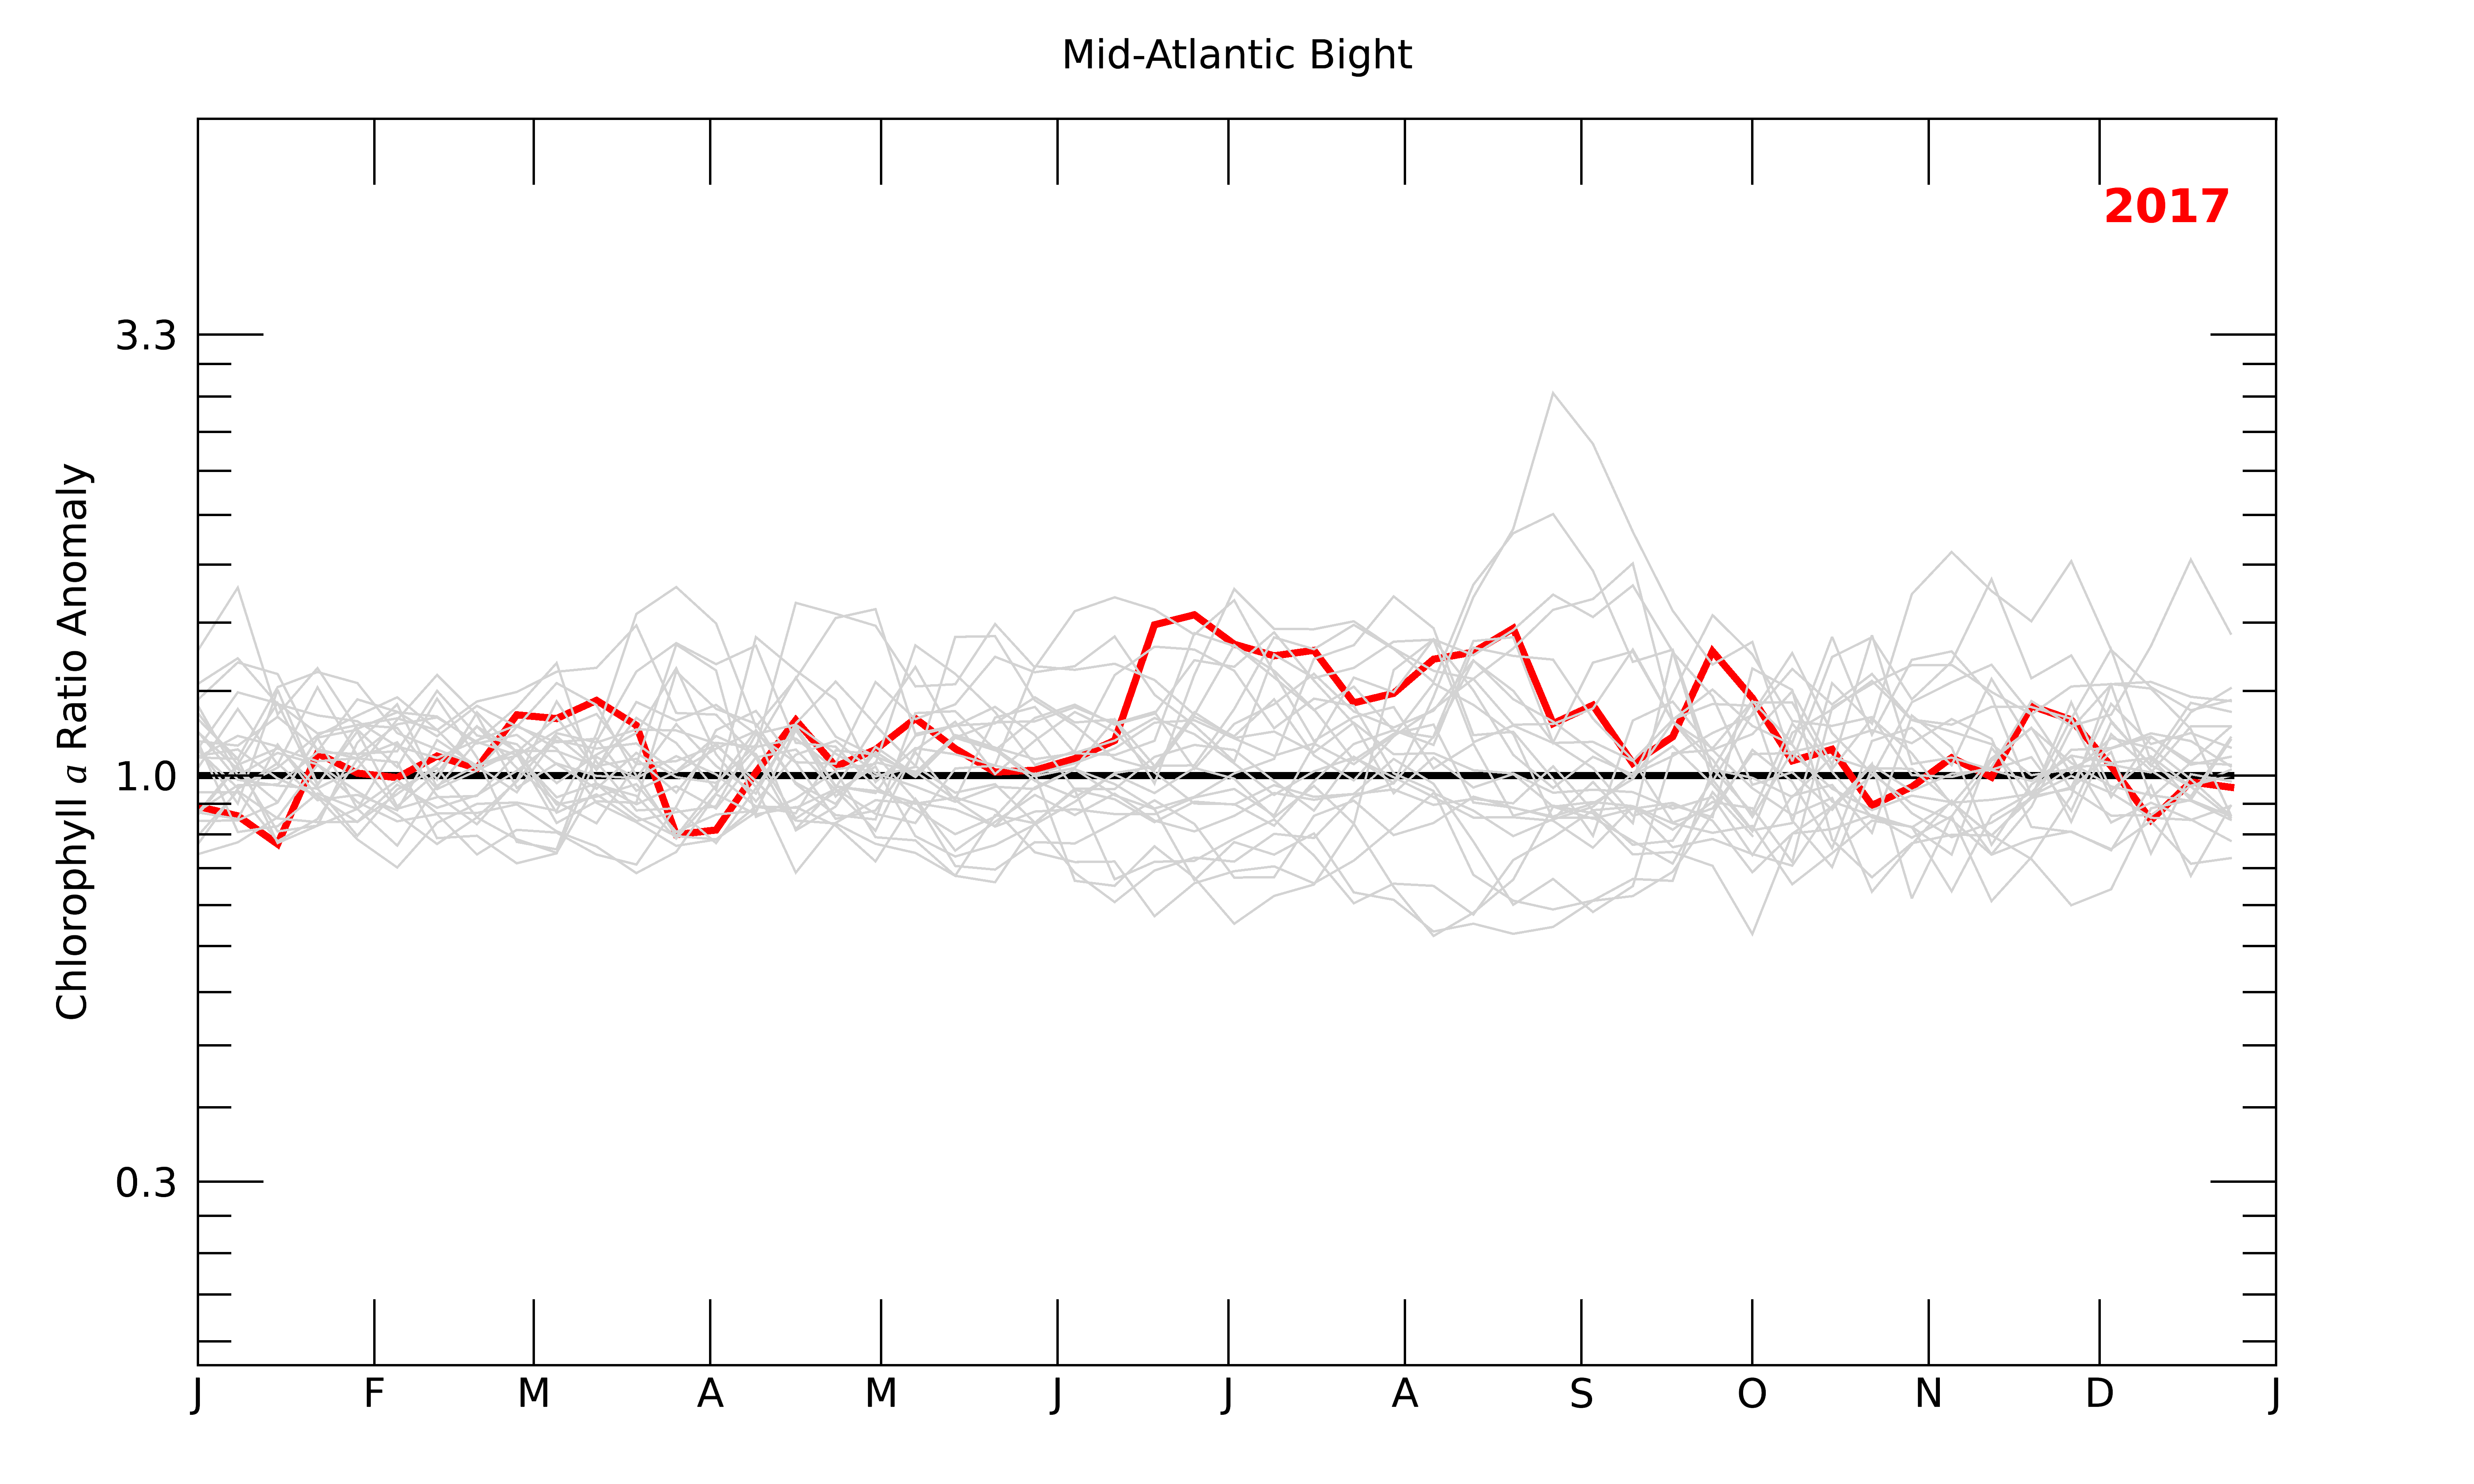 Mid-Atlantic Bight
2017
3.3
1.0
0.3
Chlorophyll a Ratio Anomaly
J F M A M J J A S O N D J